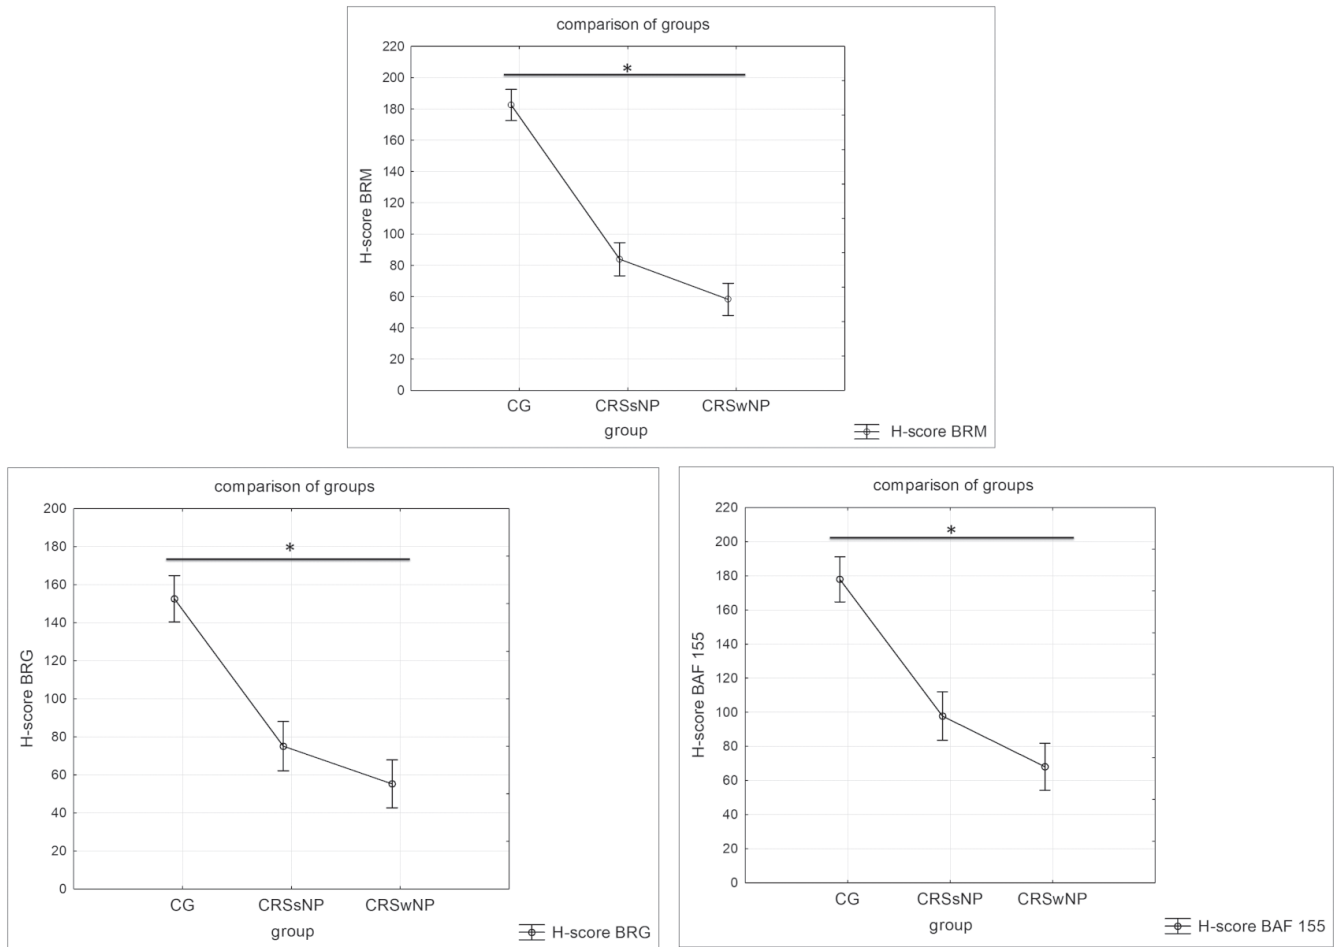 comparison of groups
220
200
180
160
140
120
100
80
60
40
20
0
H-score BRM
*
CG CRSsNP CRSwNP
group
H-score BRM
comparison of groups
200
180
160
140
120
100
80
60
40
20
0
H-score BRG
*
CG CRSsNP CRSwNP
group
H-score BRG
comparison of groups
220
200
180
160
140
120
100
80
60
40
20
0
H-score BAF 155
*
CG CRSsNP CRSwNP
group
H-score BAF 155